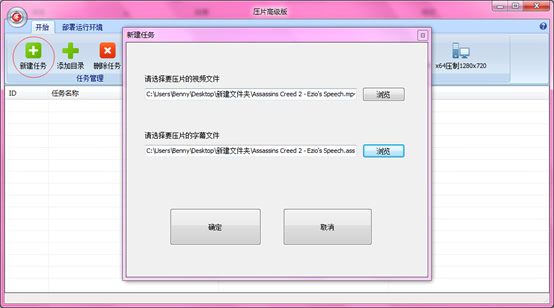 压片高级版
开始 部署运行环境
新建任务 添加目录 删除任务 x64压制1280x720
任务管理
ID 任务名称
新建任务
请选择要压片的视频文件
C:\Users\Benny\Desktop\新建文件夹\Assassins Creed 2 - Ezio's Speech.mp
浏览
请选择要压片的字幕文件
C:\Users\Benny\Desktop\新建文件夹\Assassins Creed 2 - Ezio's Speech.ass
浏览
确定 取消